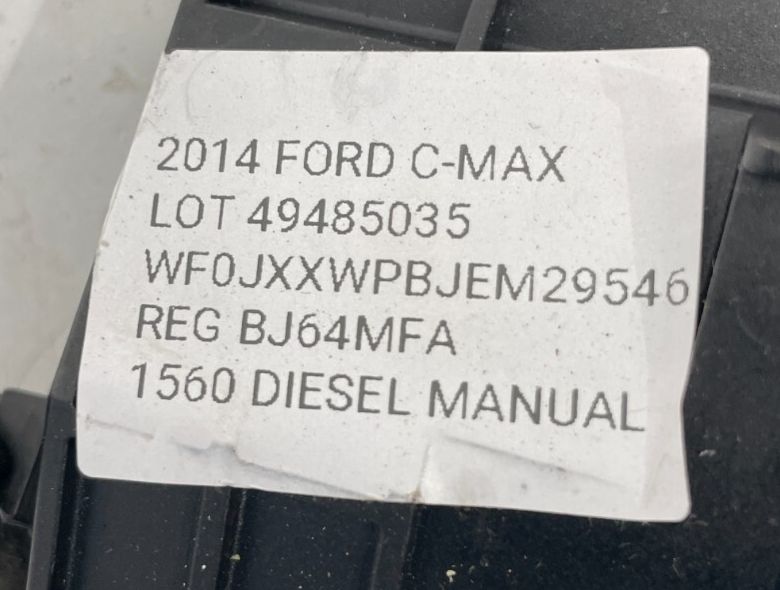 2014 FORD C-MAX
LOT 49485035
WF0JXXWPBJEM29546
REG BJ64MFA
1560 DIESEL MANUAL